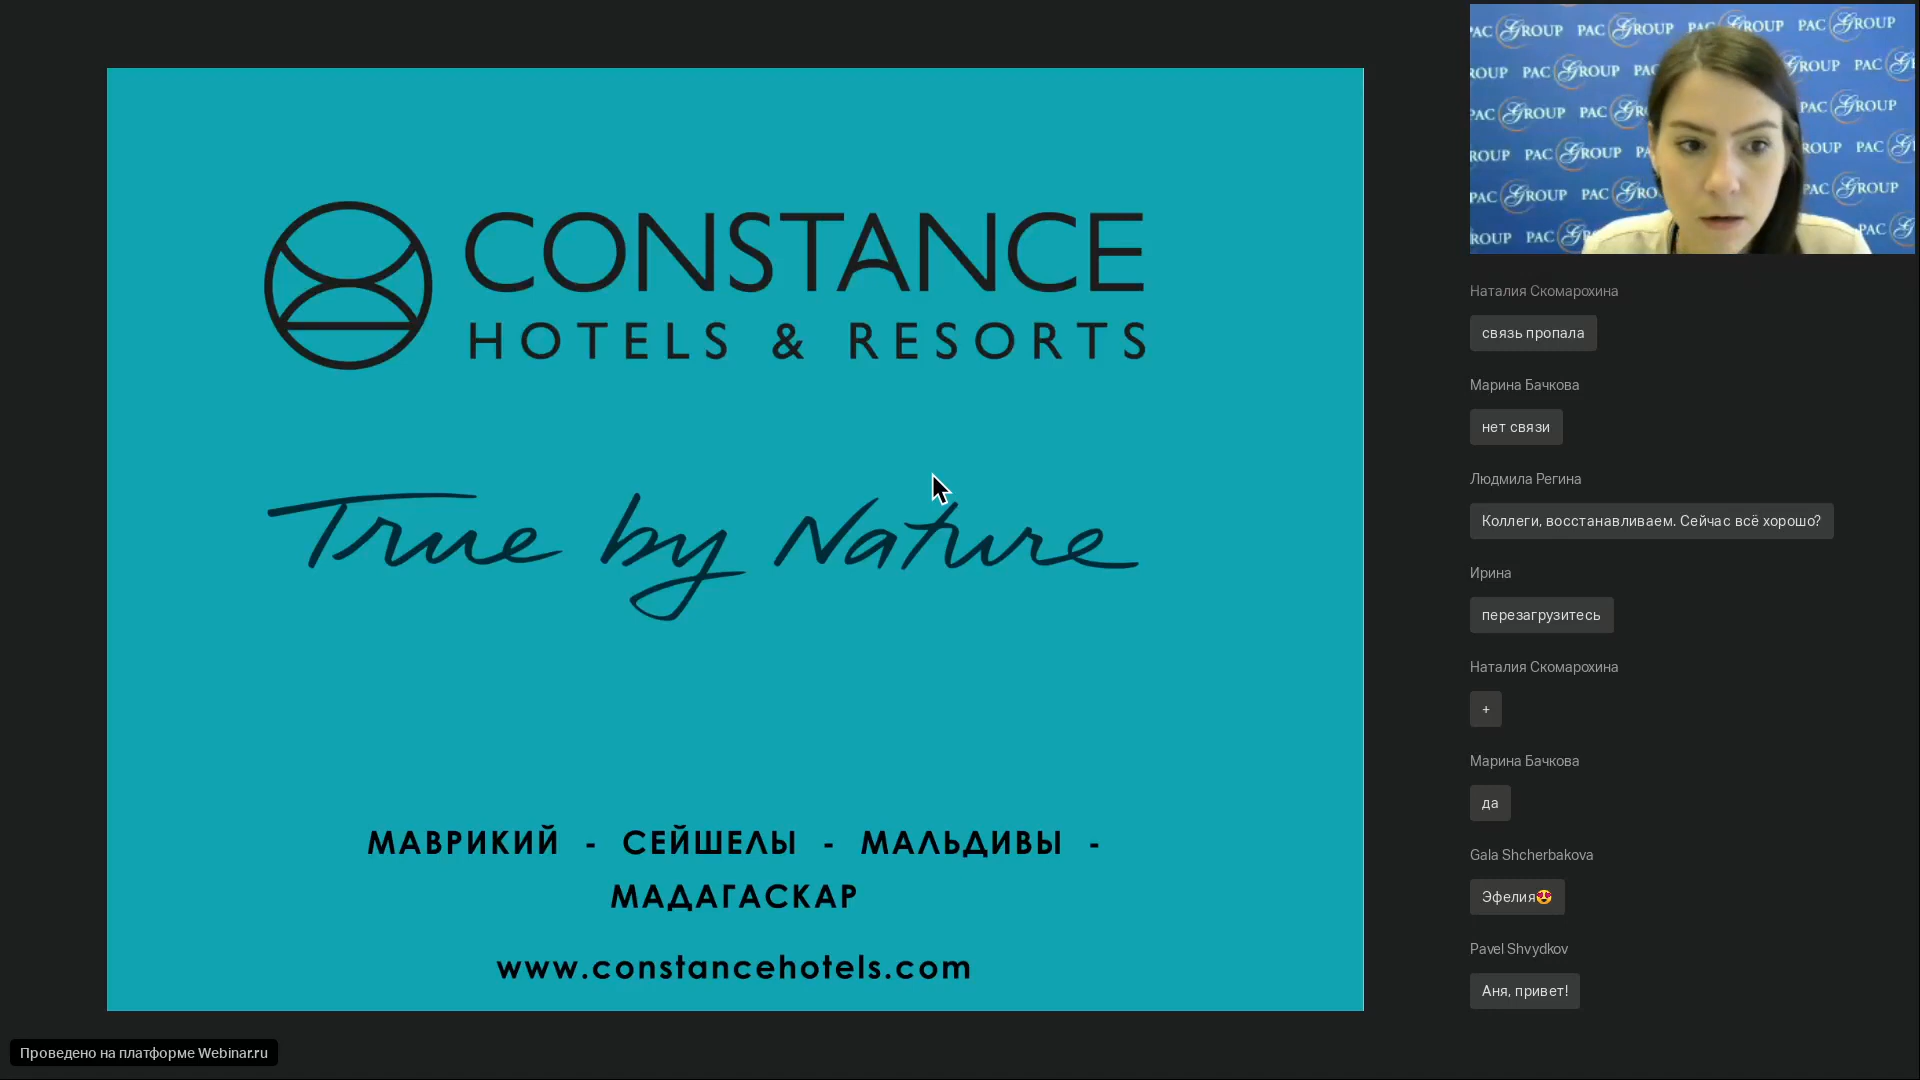 CONSTANCE
HOTELS & RESORTS
True by Nature
МАВРИКИЙ - СЕЙШЕЛЫ - МАЛЬДИВЫ -
МАДАГАСКАР
www.constancehotels.com
Проведено на платформе Webinar.ru
PAC GROUP
Наталия Скомарохина
связь пропала
Марина Бачкова
нет связи
Людмила Регина
Коллеги, восстанавливаем. Сейчас всё хорошо?
Ирина
перезагрузитесь
Наталия Скомарохина
+
Марина Бачкова
да
Gala Shcherbakova
Эфелия😍
Pavel Shvydkov
Аня, привет!